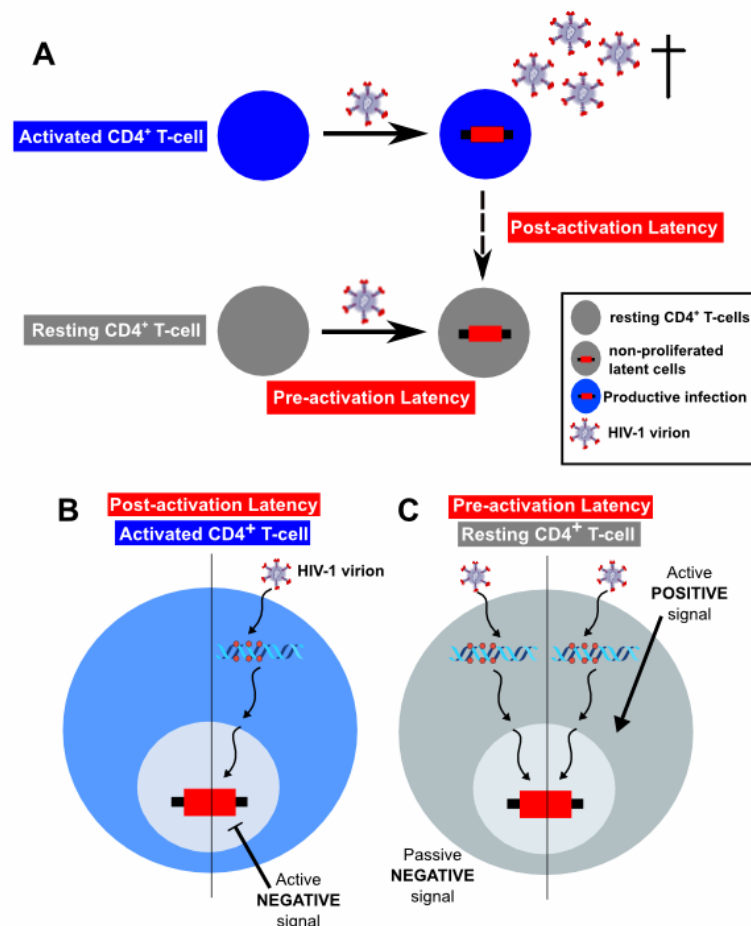 A
Activated CD4⁺ T-cell
Post-activation Latency
Resting CD4⁺ T-cell
Pre-activation Latency
resting CD4⁺ T-cells
non-proliferated
latent cells
Productive infection
HIV-1 virion
B
Post-activation Latency
Activated CD4⁺ T-cell
HIV-1 virion
Active
NEGATIVE
signal
C
Pre-activation Latency
Resting CD4⁺ T-cell
Active
POSITIVE
signal
Passive
NEGATIVE
signal